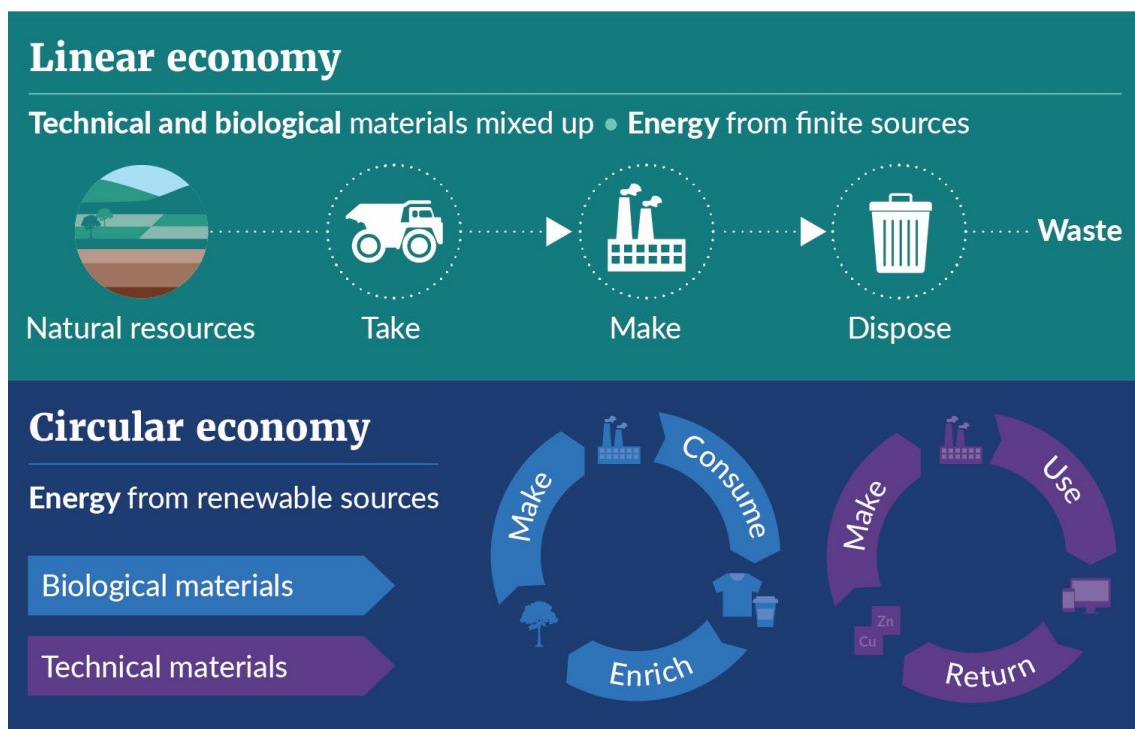 Linear economy
Technical and biological materials mixed up • Energy from finite sources
Waste
Natural resources
Take
Make
Dispose
Circular economy
Energy from renewable sources
Biological materials
Technical materials
Make
Consume
Enrich
Make
Use
Zn
Cu
Return